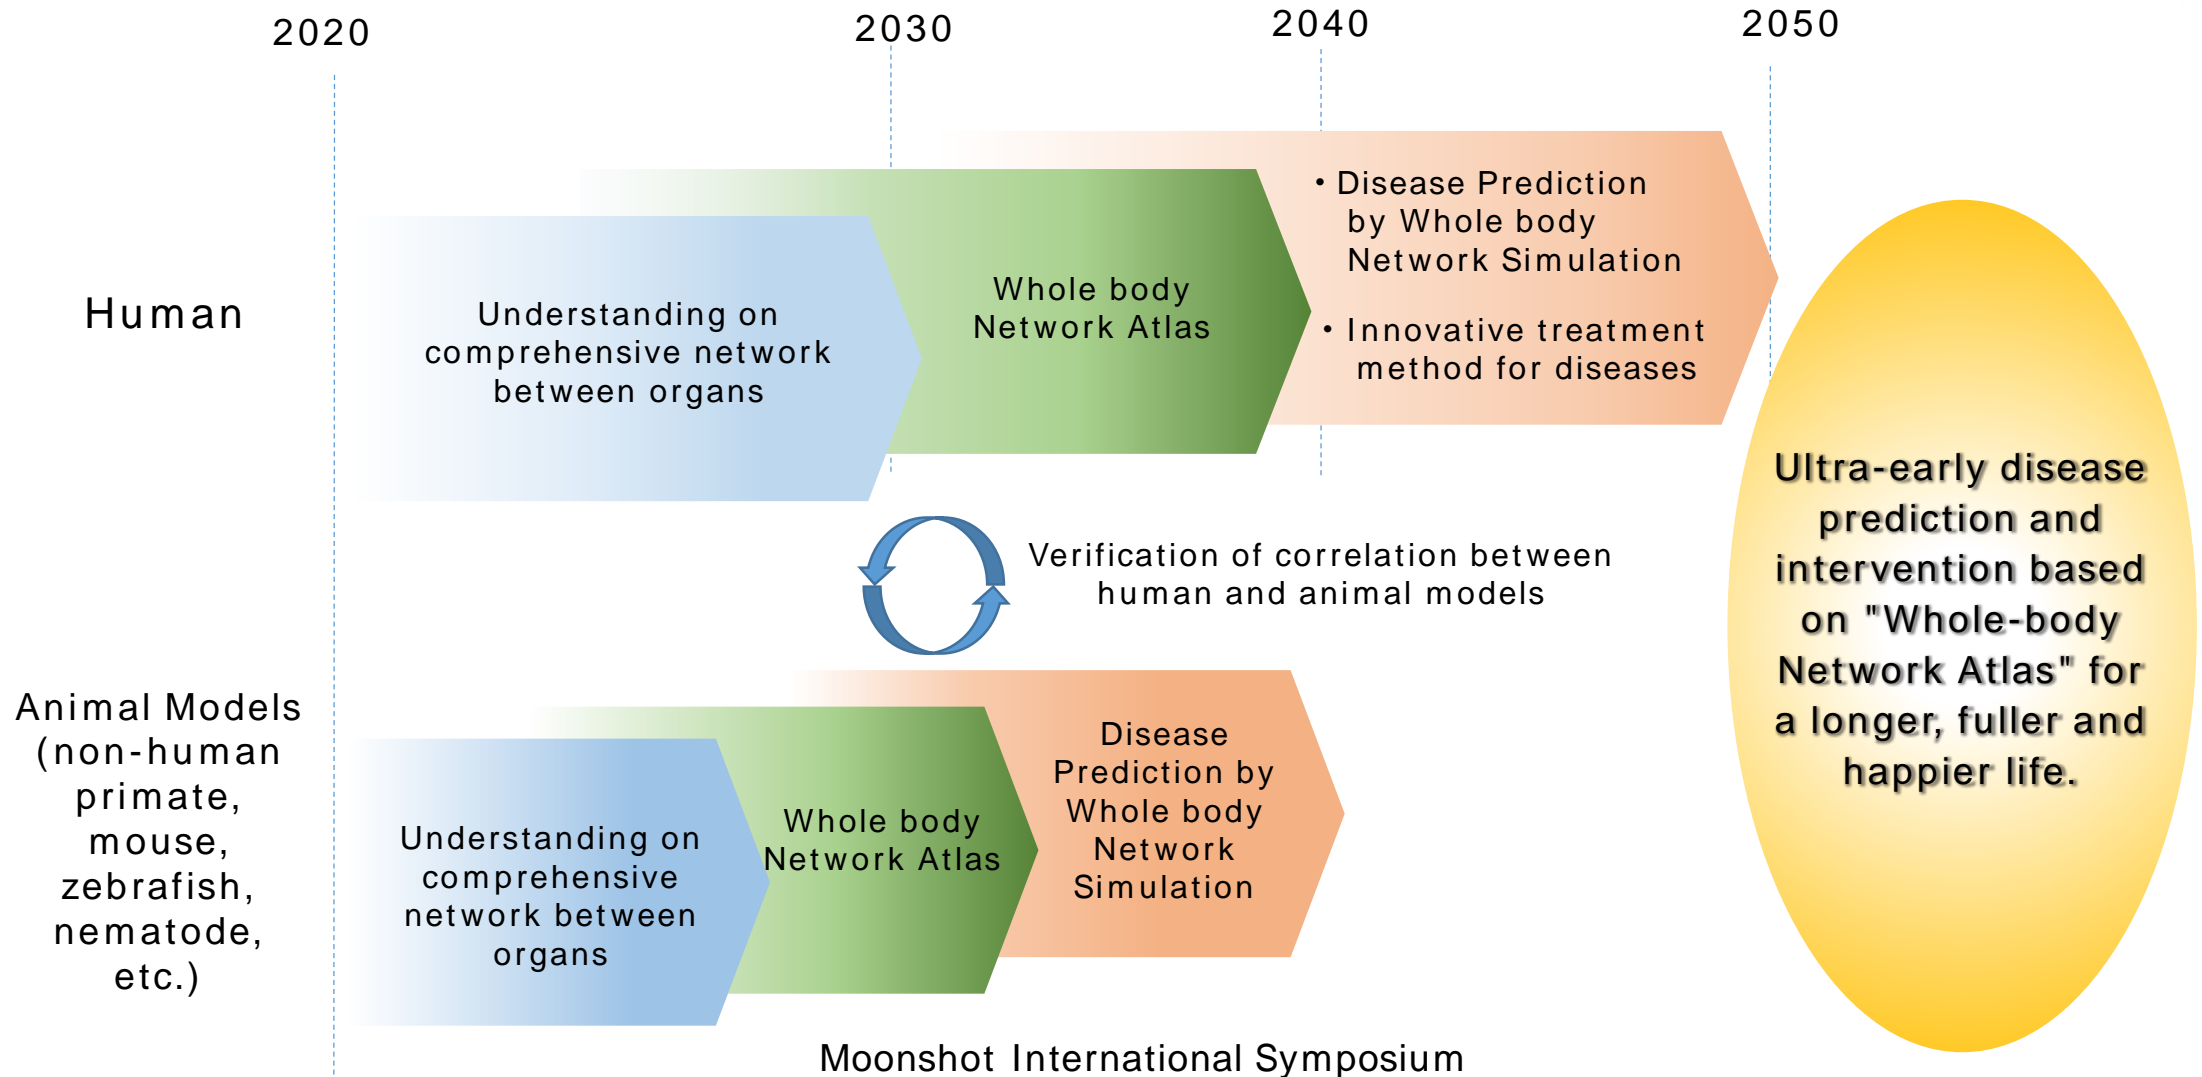 2020
2030
2040
2050
Human
Understanding on
comprehensive network
between organs
Whole body
Network Atlas
・Disease Prediction
by Whole body
Network Simulation
・Innovative treatment
method for diseases
Verification of correlation between
human and animal models
Animal Models
(non-human
primate,
mouse,
zebrafish,
nematode,
etc.)
Understanding on
comprehensive
network between
organs
Whole body
Network Atlas
Disease
Prediction by
Whole body
Network
Simulation
Ultra-early disease
prediction and
intervention based
on "Whole-body
Network Atlas" for
a longer, fuller and
happier life.
Moonshot International Symposium